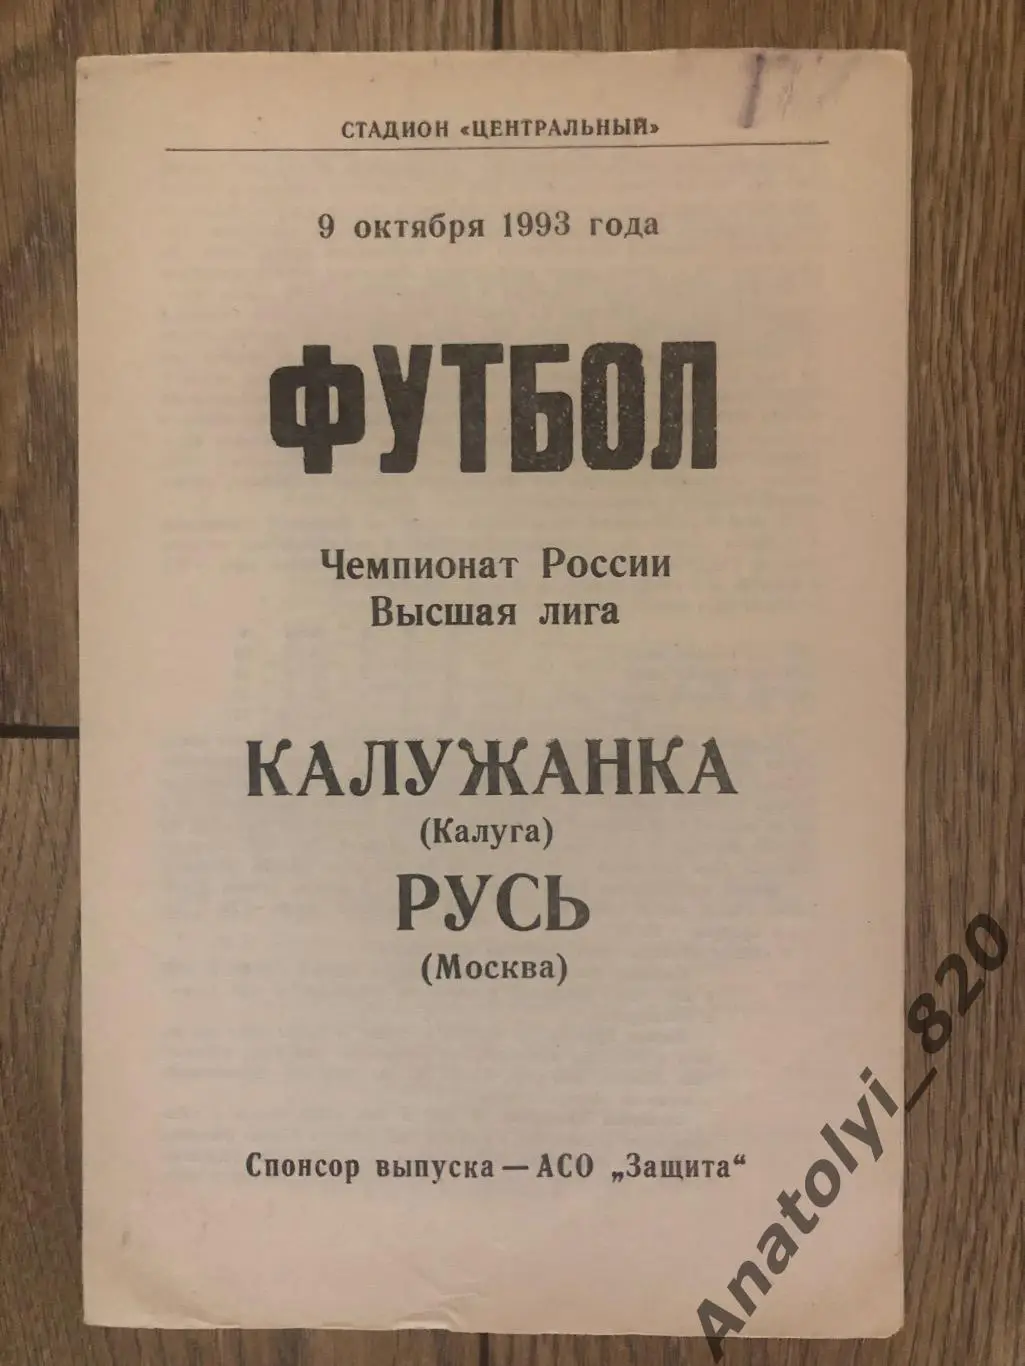 СТАДИОН «ЦЕНТРАЛЬНЫЙ»
9 октября 1993 года
ФУТБОЛ
Чемпионат России
Высшая лига
КАЛУЖАНКА
(Калуга)
РУСЬ
(Москва)
Спонсор выпуска — АСО „Защита“
Anatolyi_820